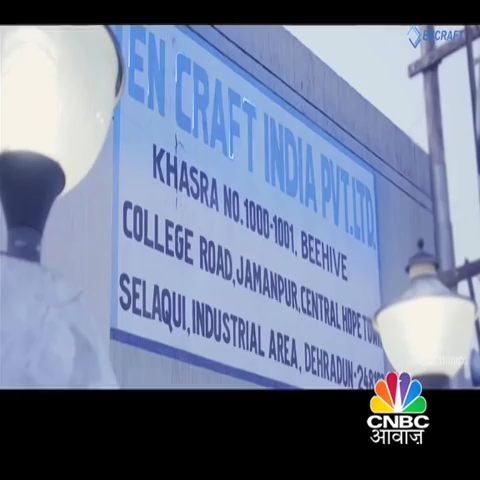 ENCRAFT
EN CRAFT INDIA PVT.LTD.
KHASRA NO.1000-1001, BEEHIVE
COLLEGE ROAD,JAMANPUR,CENTRAL HOPE
SELAQUI,INDUSTRIAL AREA, DEHRADUN-
CNBC
आवाज़